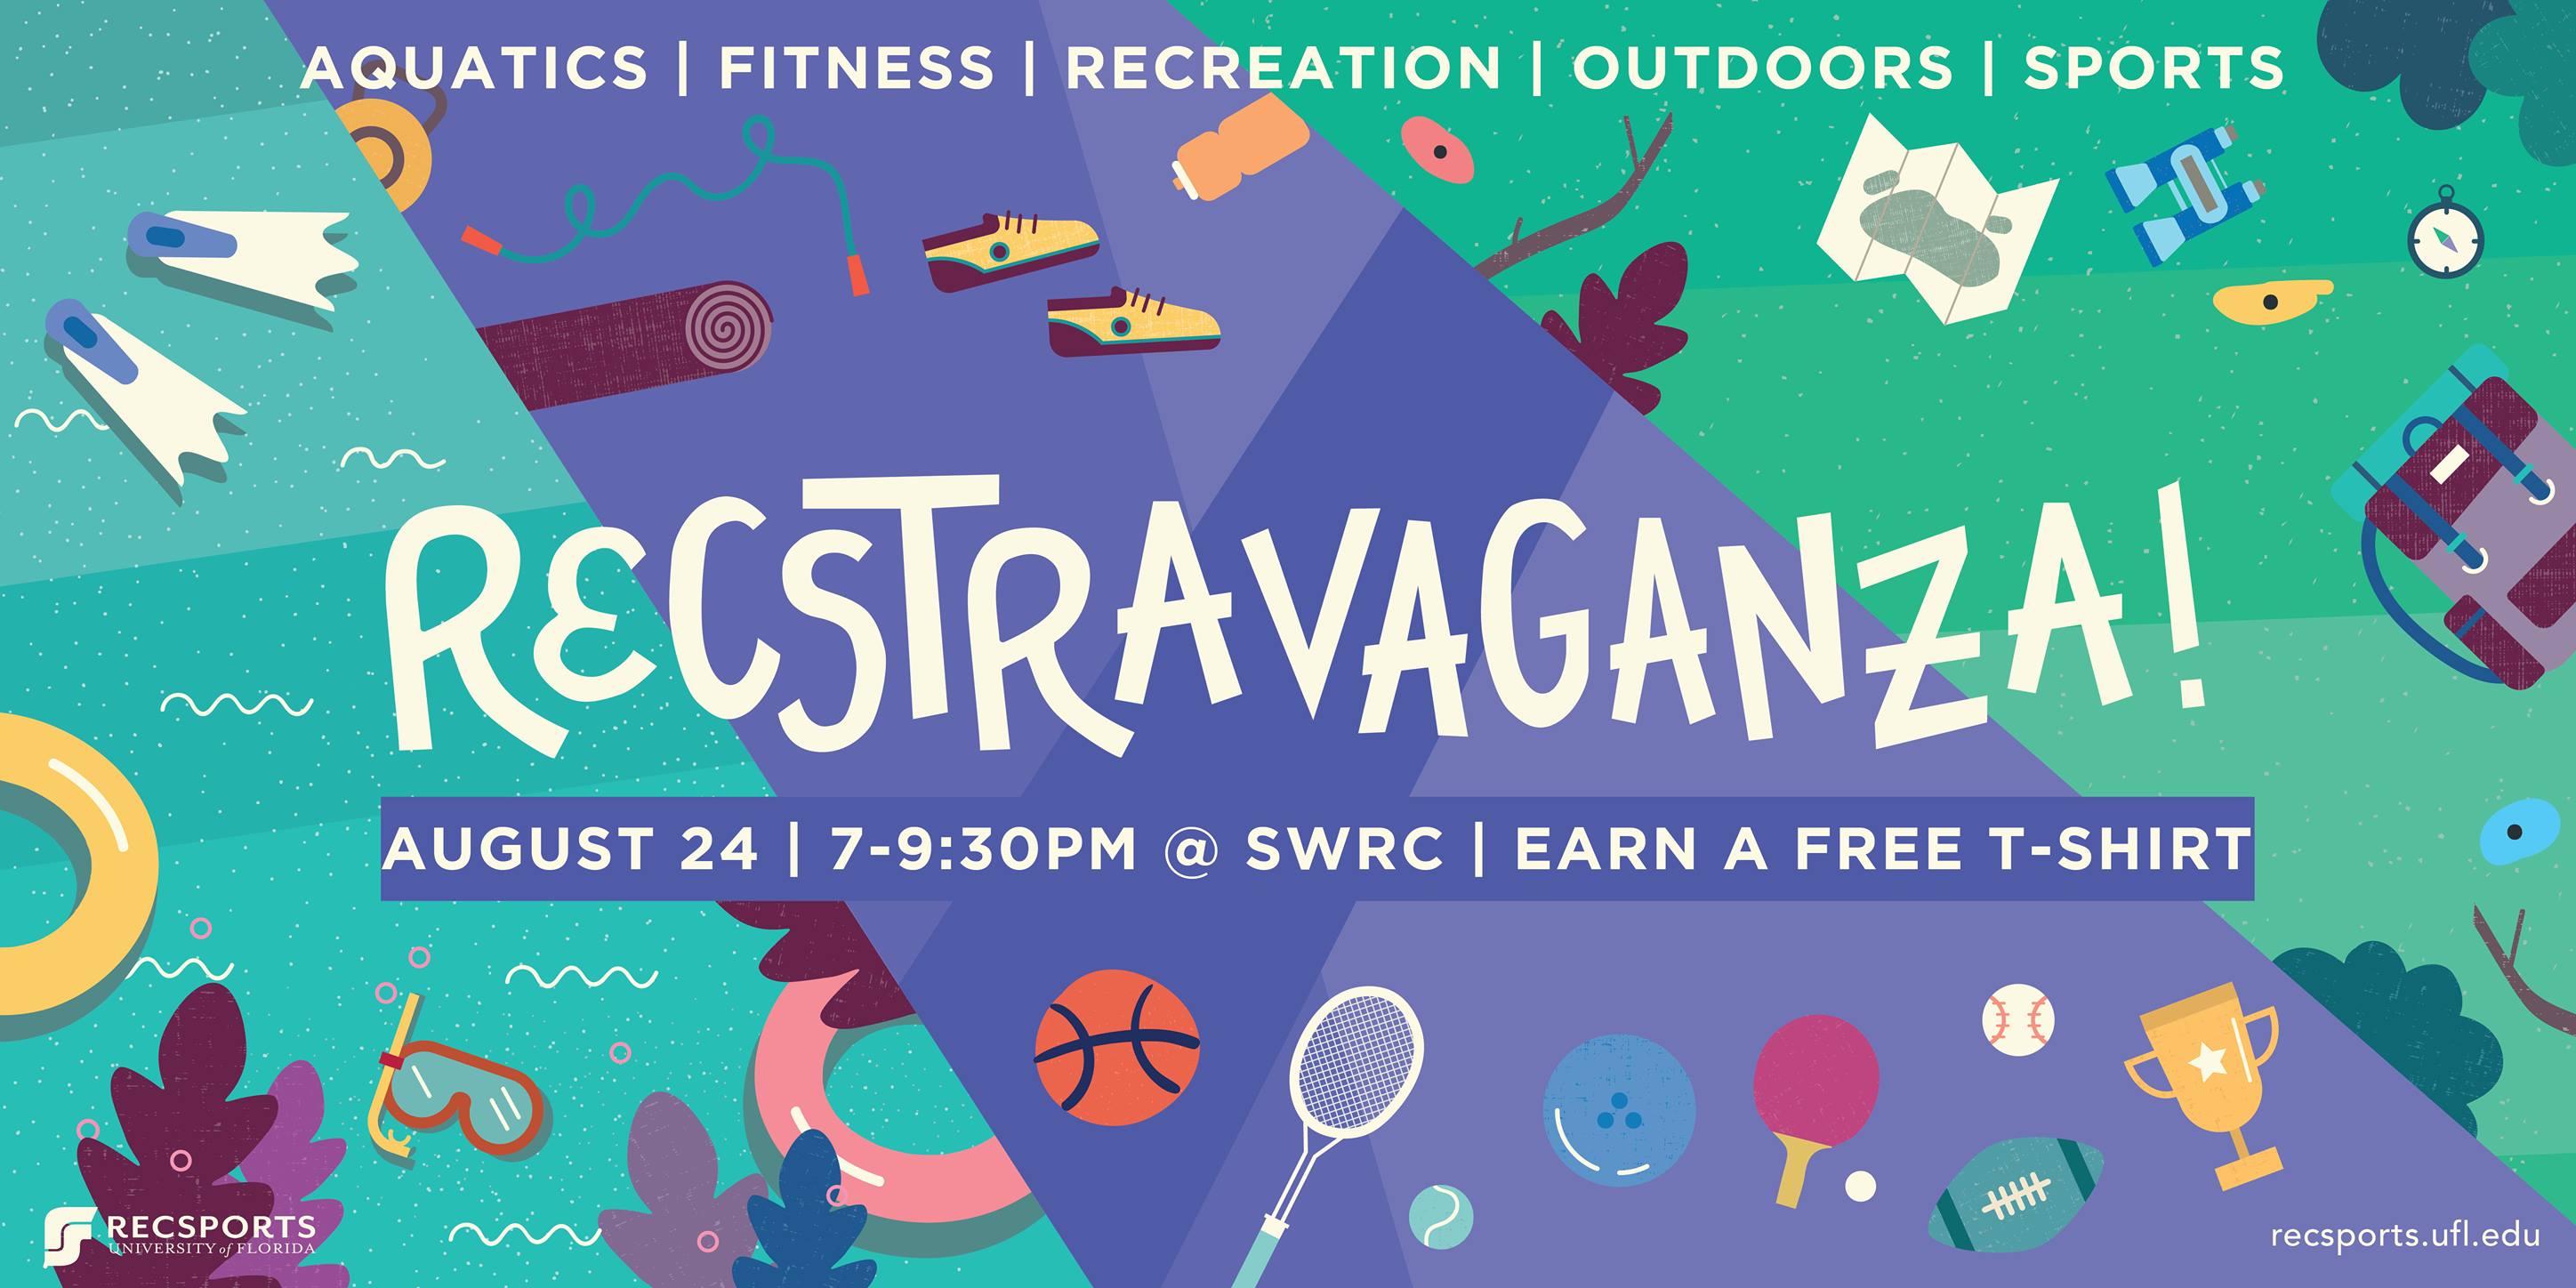 AQUATICS | FITNESS | RECREATION | OUTDOORS | SPORTS
RECSTRAVAGANZA!
AUGUST 24 | 7-9:30PM @ SWRC | EARN A FREE T-SHIRT
RECSPORTS
UNIVERSITY of FLORIDA
recsports.ufl.edu